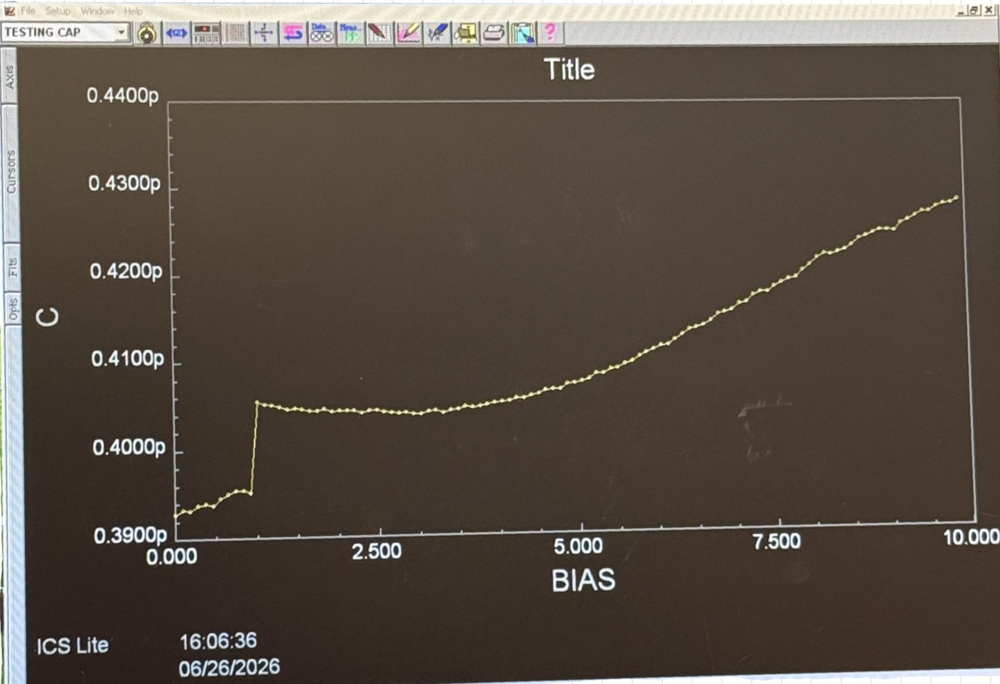 File Setup Window Help
TESTING CAP
Data
Meas
Axis
Cursors
Fits
Opts
Title
0.4400p
0.4300p
0.4200p
0.4100p
0.4000p
0.3900p
C
0.000 2.500 5.000 7.500 10.000
BIAS
ICS Lite 16:06:36
06/26/2026